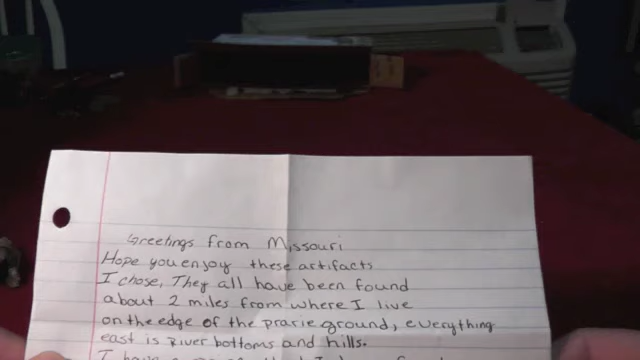 Greetings from Missouri
Hope you enjoy these artifacts
I chose, They all have been found
about 2 miles from where I live
on the edge of the prarie ground, everything
east is River bottoms and hills.
I have